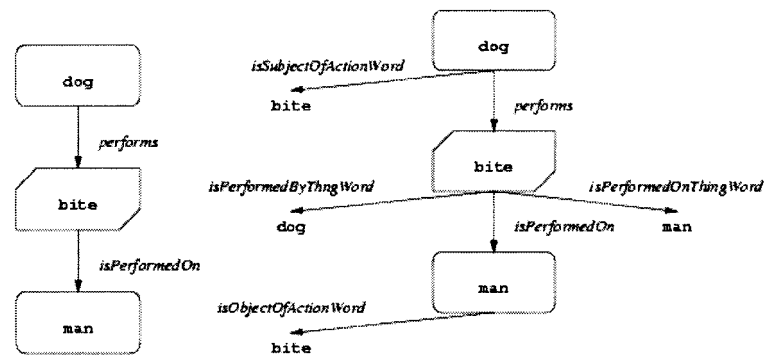 dog
performs
bite
isPerformedOn
man
dog
isSubjectOfActionWord
bite
performs
bite
isPerformedByThngWord
isPerformedOnThingWord
dog
isPerformedOn
man
man
isObjectOfActionWord
bite